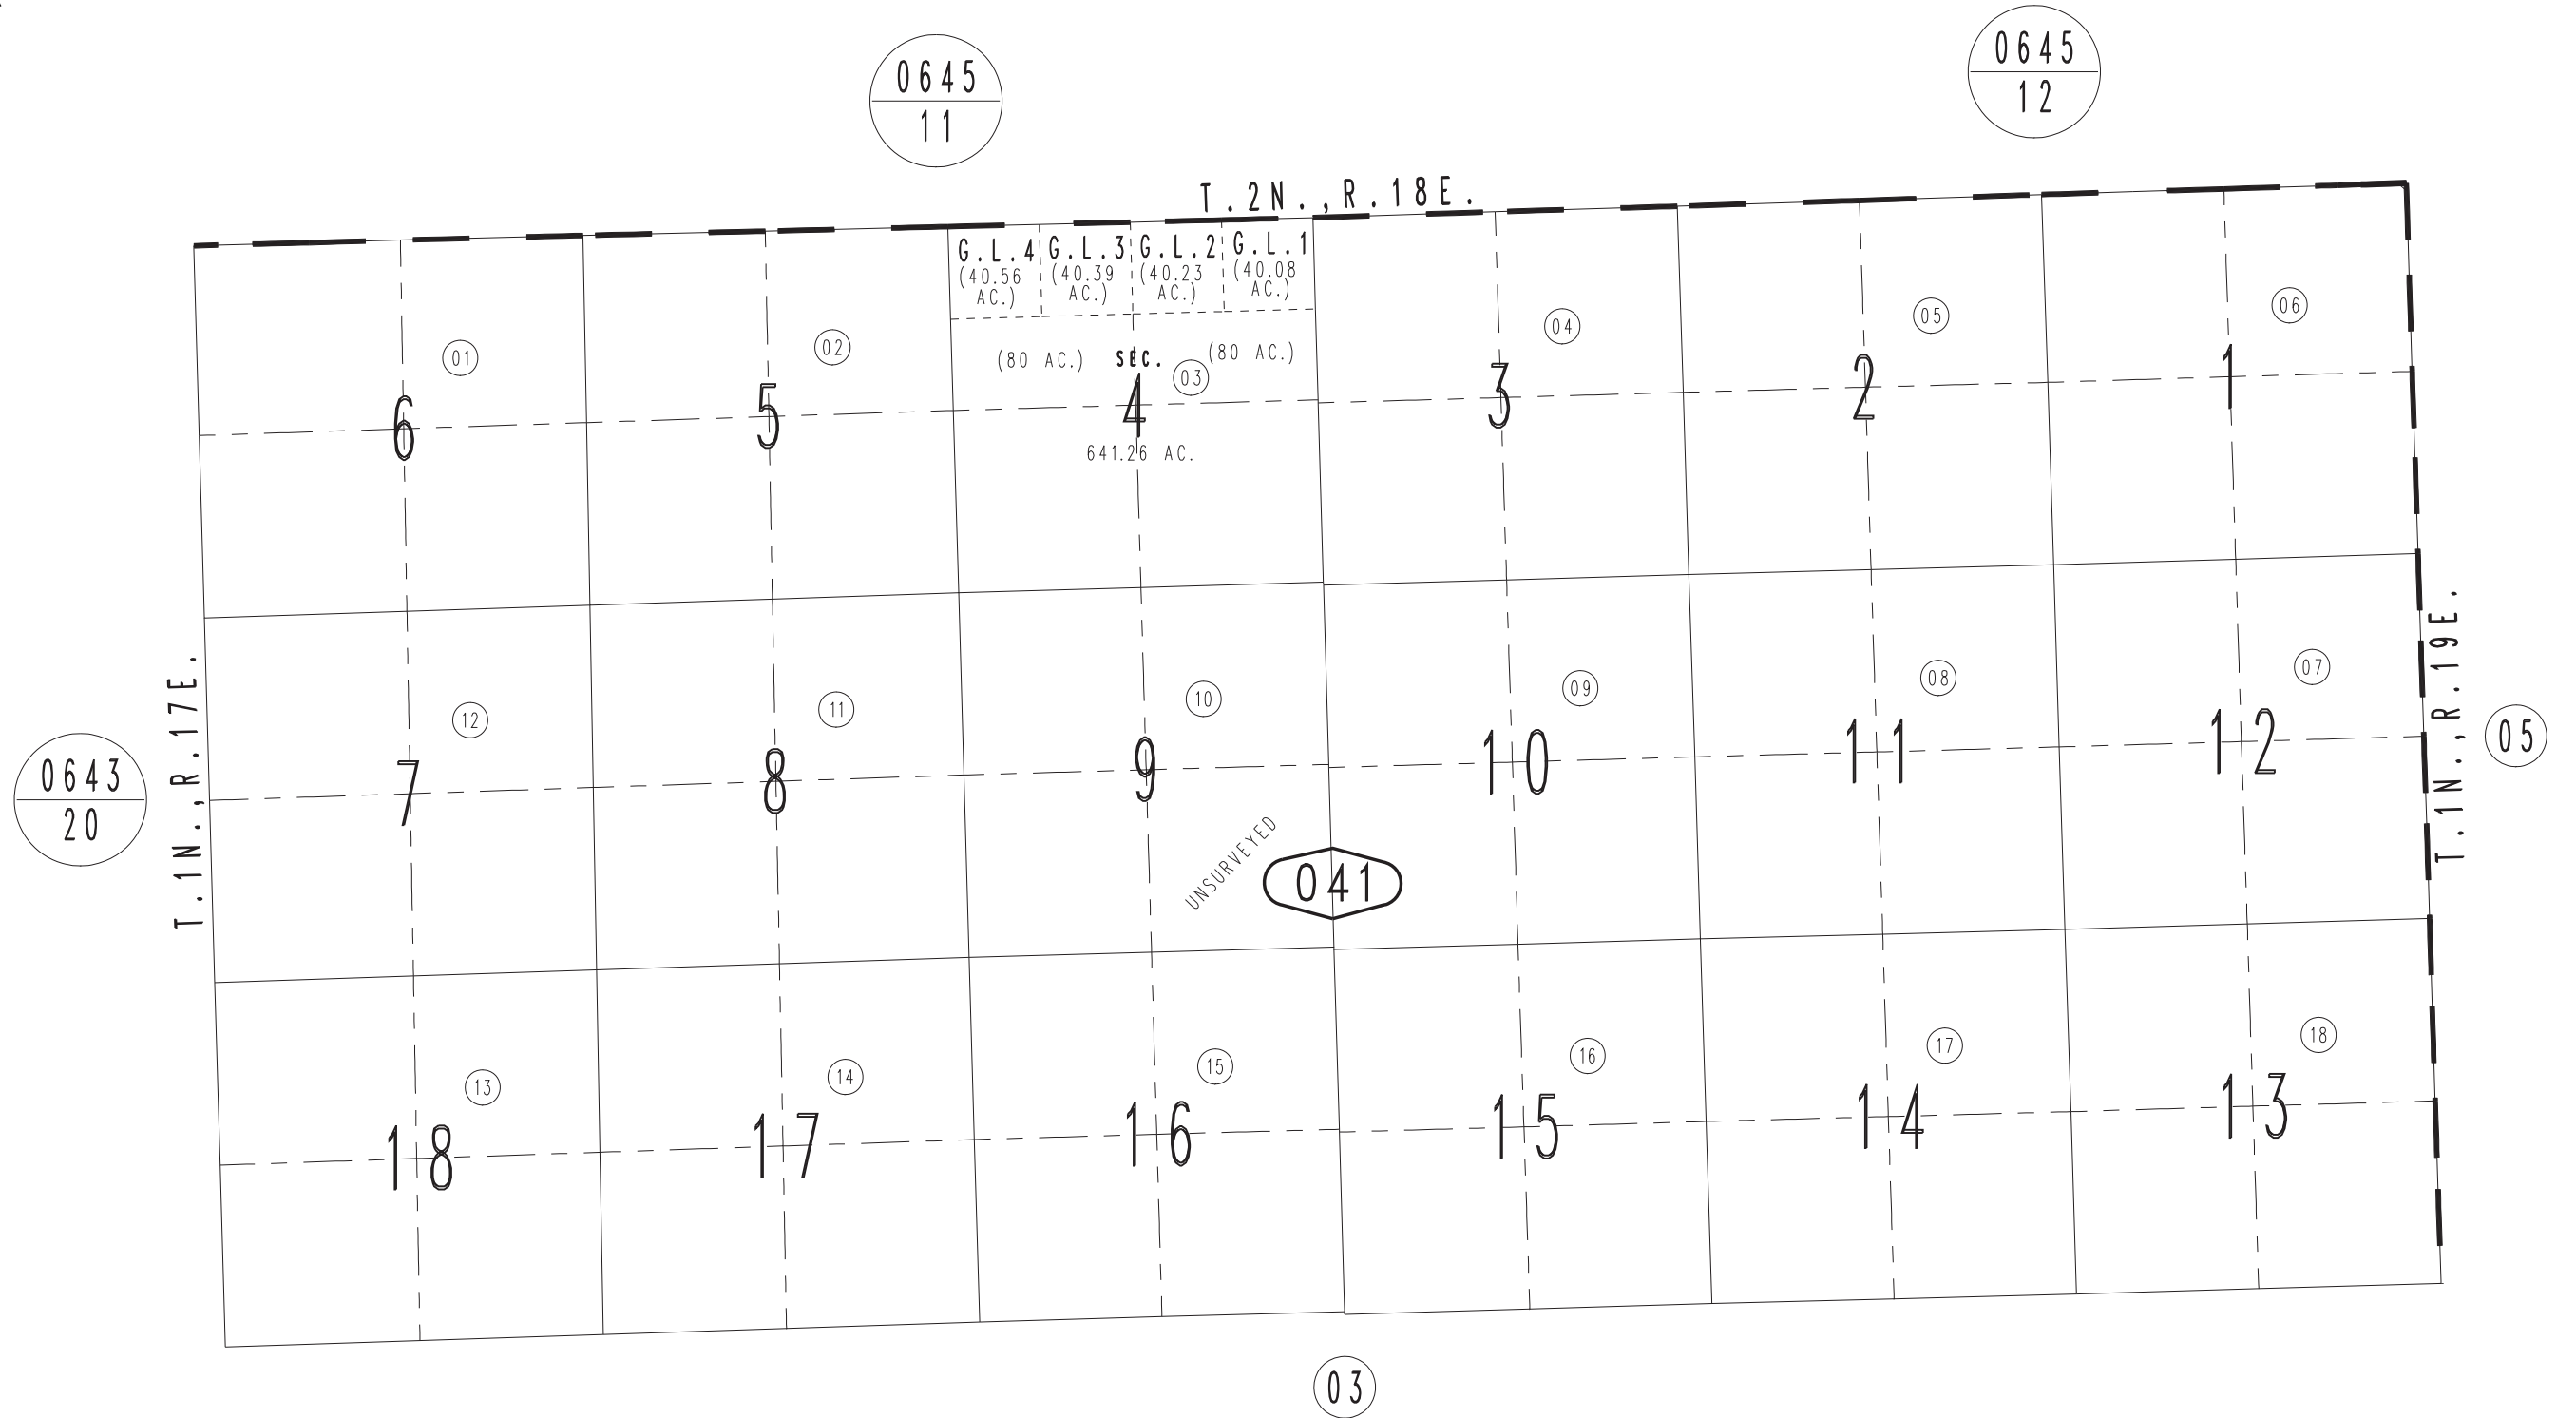 0645
11
0645
12
T.2N.,R.18E.
G.L.4 G.L.3 G.L.2 G.L.1
(40.56 (40.39 (40.23 (40.08
AC.) AC.) AC.) AC.)
01 02 04 05 06
(80 AC.) SEC. (80 AC.)
03
6 5 4 3 2 1
641.26 AC.
T.1N.,R.17E.
T.1N.,R.19E.
12 11 10 09 08 07
0643
20
7 8 9 10 11 12
05
UNSURVEYED
041
13 14 15 16 17 18
18 17 16 15 14 13
03